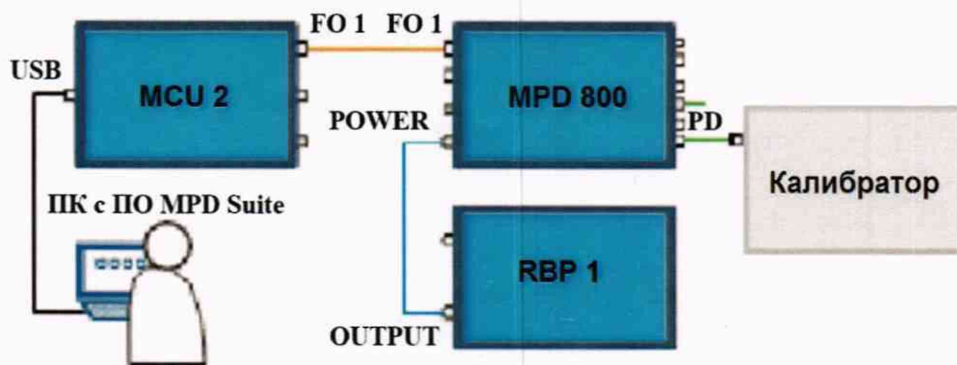 FO 1 FO 1
USB
MCU 2
MPD 800
POWER
PD
Калибратор
ПК с ПО MPD Suite
RBP 1
OUTPUT